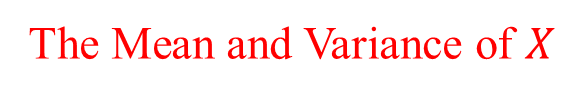 The Mean and Variance of X